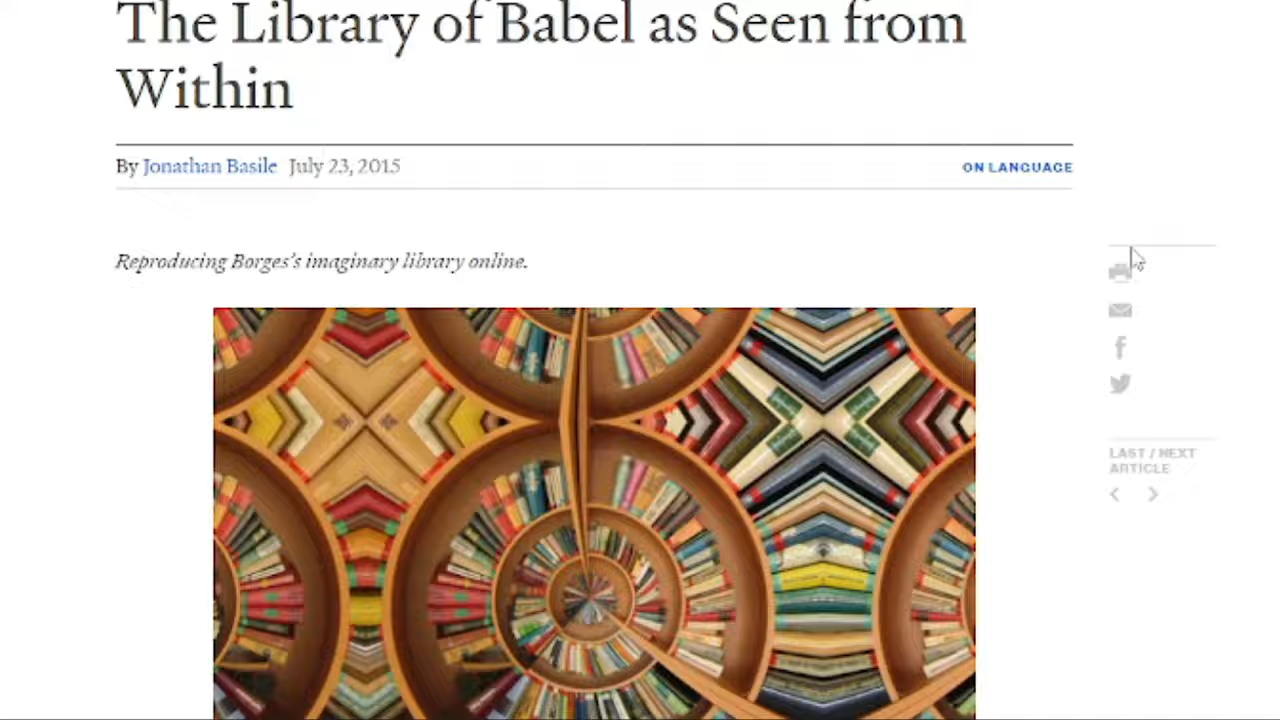 The Library of Babel as Seen from
Within
By Jonathan Basile July 23, 2015
ON LANGUAGE
Reproducing Borges's imaginary library online.
LAST / NEXT
ARTICLE